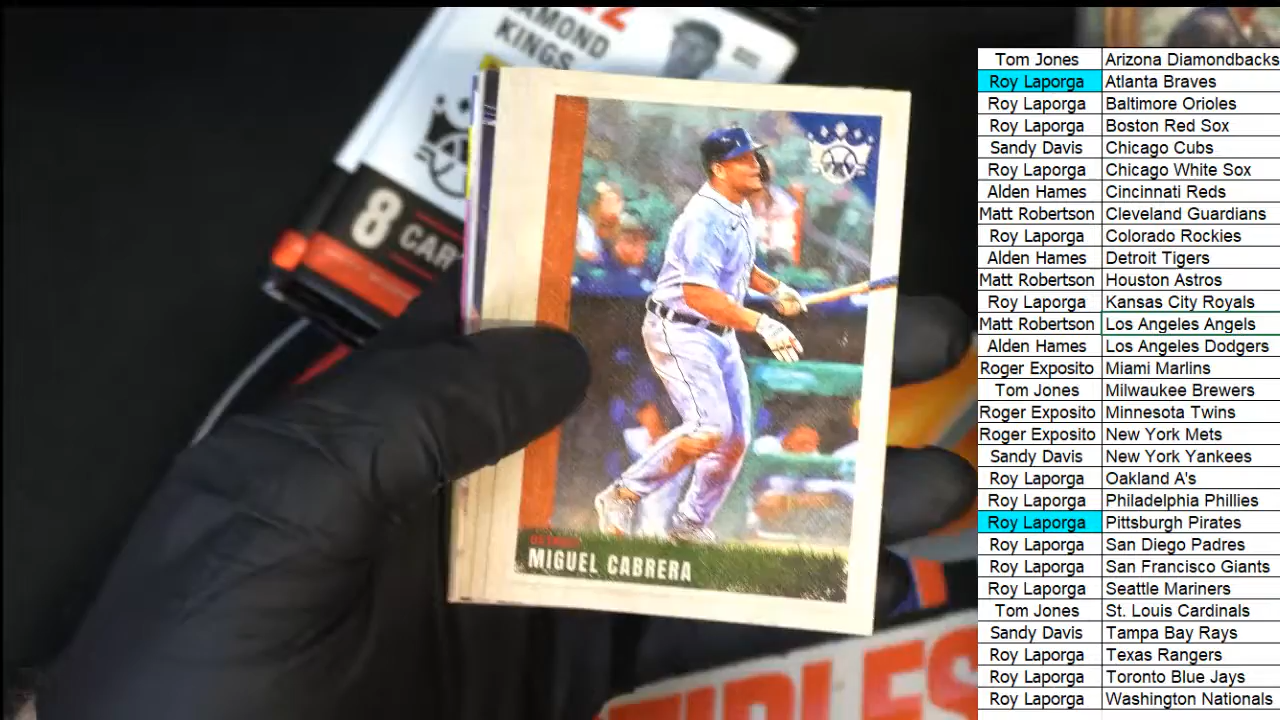 DIAMOND
KINGS
8 CAR
DETROIT
MIGUEL CABRERA
Tom Jones Arizona Diamondbacks
Roy Laporga Atlanta Braves
Roy Laporga Baltimore Orioles
Roy Laporga Boston Red Sox
Sandy Davis Chicago Cubs
Roy Laporga Chicago White Sox
Alden Hames Cincinnati Reds
Matt Robertson Cleveland Guardians
Roy Laporga Colorado Rockies
Alden Hames Detroit Tigers
Matt Robertson Houston Astros
Roy Laporga Kansas City Royals
Matt Robertson Los Angeles Angels
Alden Hames Los Angeles Dodgers
Roger Exposito Miami Marlins
Tom Jones Milwaukee Brewers
Roger Exposito Minnesota Twins
Roger Exposito New York Mets
Sandy Davis New York Yankees
Roy Laporga Oakland A's
Roy Laporga Philadelphia Phillies
Roy Laporga Pittsburgh Pirates
Roy Laporga San Diego Padres
Roy Laporga San Francisco Giants
Roy Laporga Seattle Mariners
Tom Jones St. Louis Cardinals
Sandy Davis Tampa Bay Rays
Roy Laporga Texas Rangers
Roy Laporga Toronto Blue Jays
Roy Laporga Washington Nationals